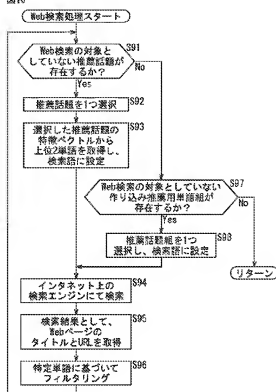 Web検索処理スタート
S91
Web検索の対象と
していない推薦話題が
存在するか?
No
Yes
S92
推薦話題を1つ選択
S93
選択した推薦話題の
特徴ベクトルから
上位2単語を取得し、
検索語に設定
S97
Web検索の対象としていない
作り込み推薦用単語組が
存在するか?
No
Yes
S98
推薦話題組を1つ
選択し、検索語に設定
リターン
S94
インタネット上の
検索エンジンにて検索
S95
検索結果として、
Webページの
タイトルとURLを取得
S96
特定単語に基づいて
フィルタリング